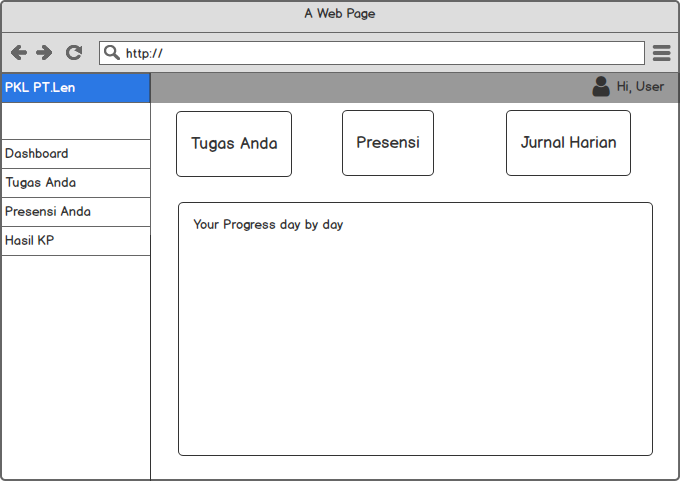 A Web Page
http://
PKL PT.Len
Hi, User
Dashboard
Tugas Anda
Presensi Anda
Hasil KP
Tugas Anda
Presensi
Jurnal Harian
Your Progress day by day